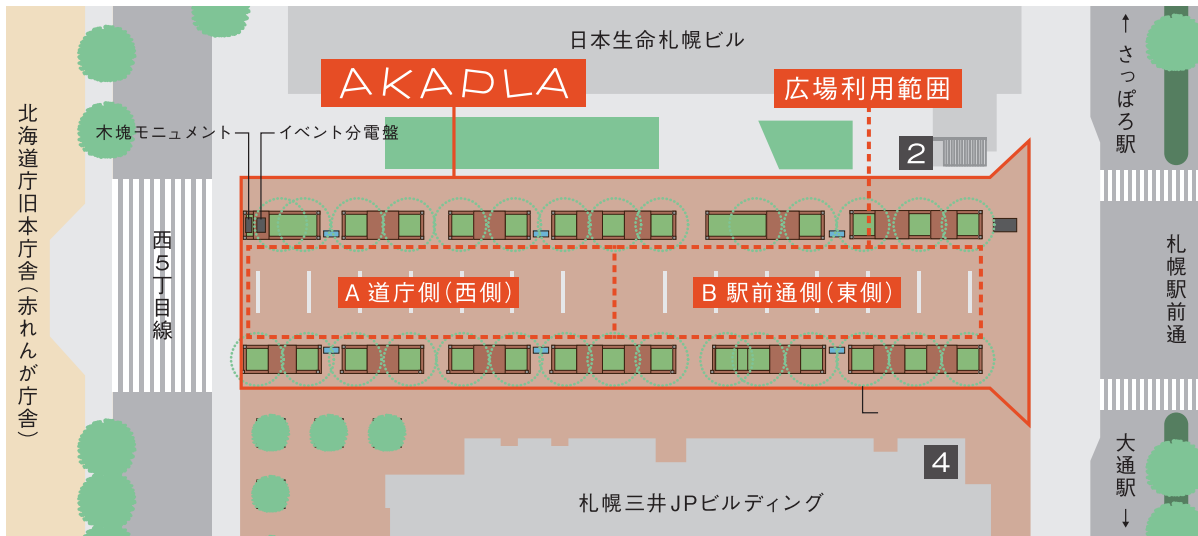 日本生命札幌ビル
AKAPLA
広場利用範囲
木塊モニュメント
イベント分電盤
2
↑さっぽろ駅
北海道庁旧本庁舎(赤れんが庁舎)
西5丁目線
A 道庁側(西側)
B 駅前通側(東側)
札幌駅前通
4
札幌三井JPビルディング
大通駅↓